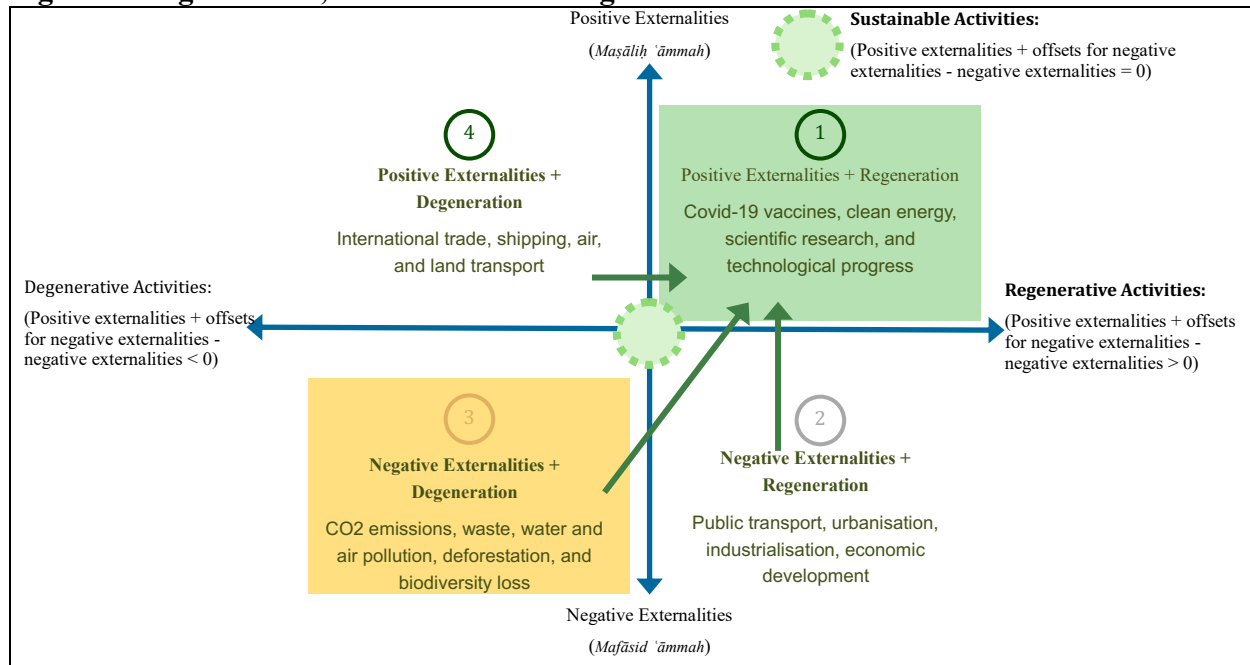 Positive Externalities
(Maṣāliḥ ʿāmmah)
Sustainable Activities:
(Positive externalities + offsets for negative
externalities - negative externalities = 0)
4
Positive Externalities +
Degeneration
International trade, shipping, air,
and land transport
1
Positive Externalities + Regeneration
Covid-19 vaccines, clean energy,
scientific research, and
technological progress
Degenerative Activities:
(Positive externalities + offsets
for negative externalities -
negative externalities < 0)
Regenerative Activities:
(Positive externalities + offsets
for negative externalities -
negative externalities > 0)
3
Negative Externalities +
Degeneration
CO2 emissions, waste, water and
air pollution, deforestation, and
biodiversity loss
2
Negative Externalities +
Regeneration
Public transport, urbanisation,
industrialisation, economic
development
Negative Externalities
(Mafāsid ʿāmmah)